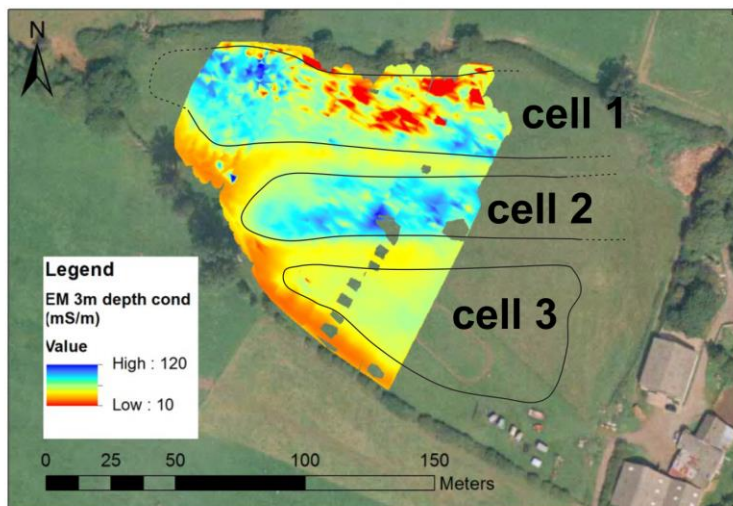 N
cell 1
cell 2
cell 3
Legend
EM 3m depth cond
(mS/m)
Value
High : 120
Low : 10
0 25 50 100 150
Meters